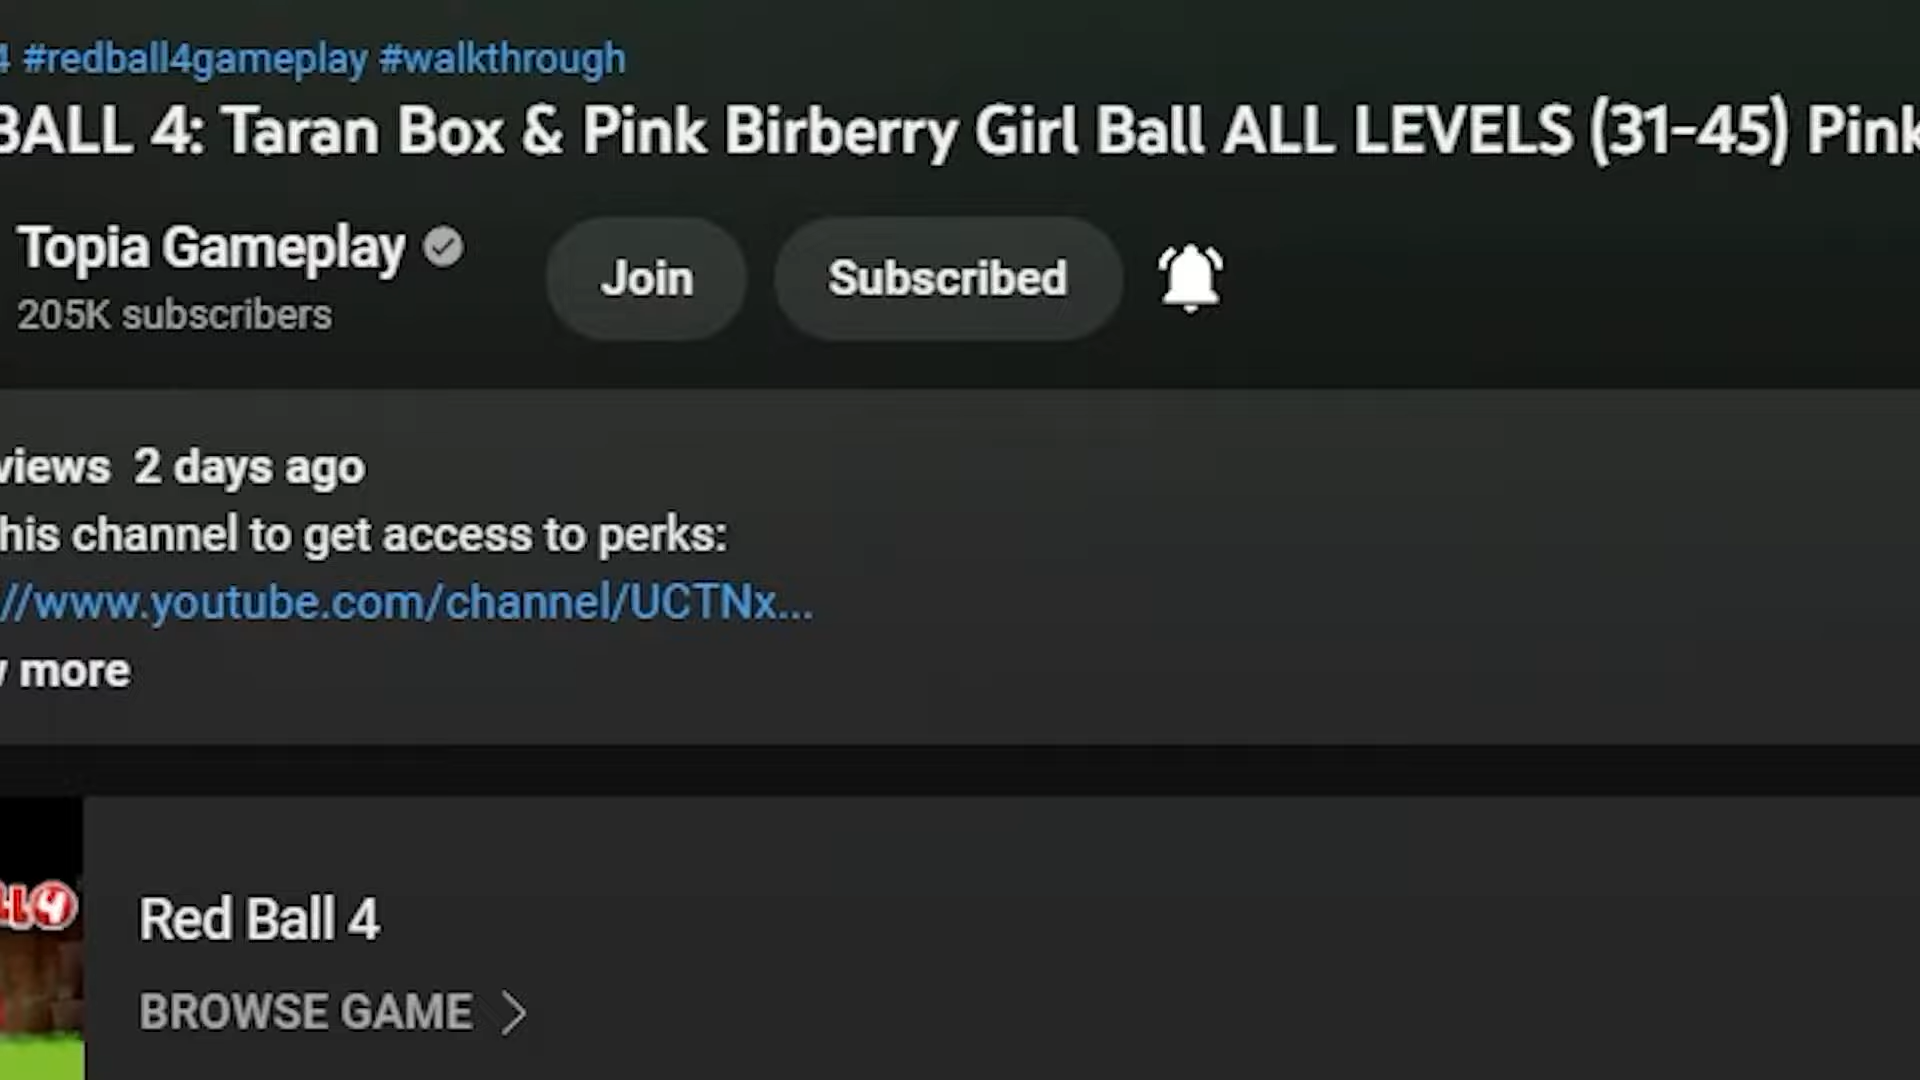 4 #redball4gameplay #walkthrough
BALL 4: Taran Box & Pink Birberry Girl Ball ALL LEVELS (31-45) Pink
Topia Gameplay
205K subscribers
Join
Subscribed
views 2 days ago
his channel to get access to perks:
//www.youtube.com/channel/UCTNx...
w more
LL4
Red Ball 4
BROWSE GAME